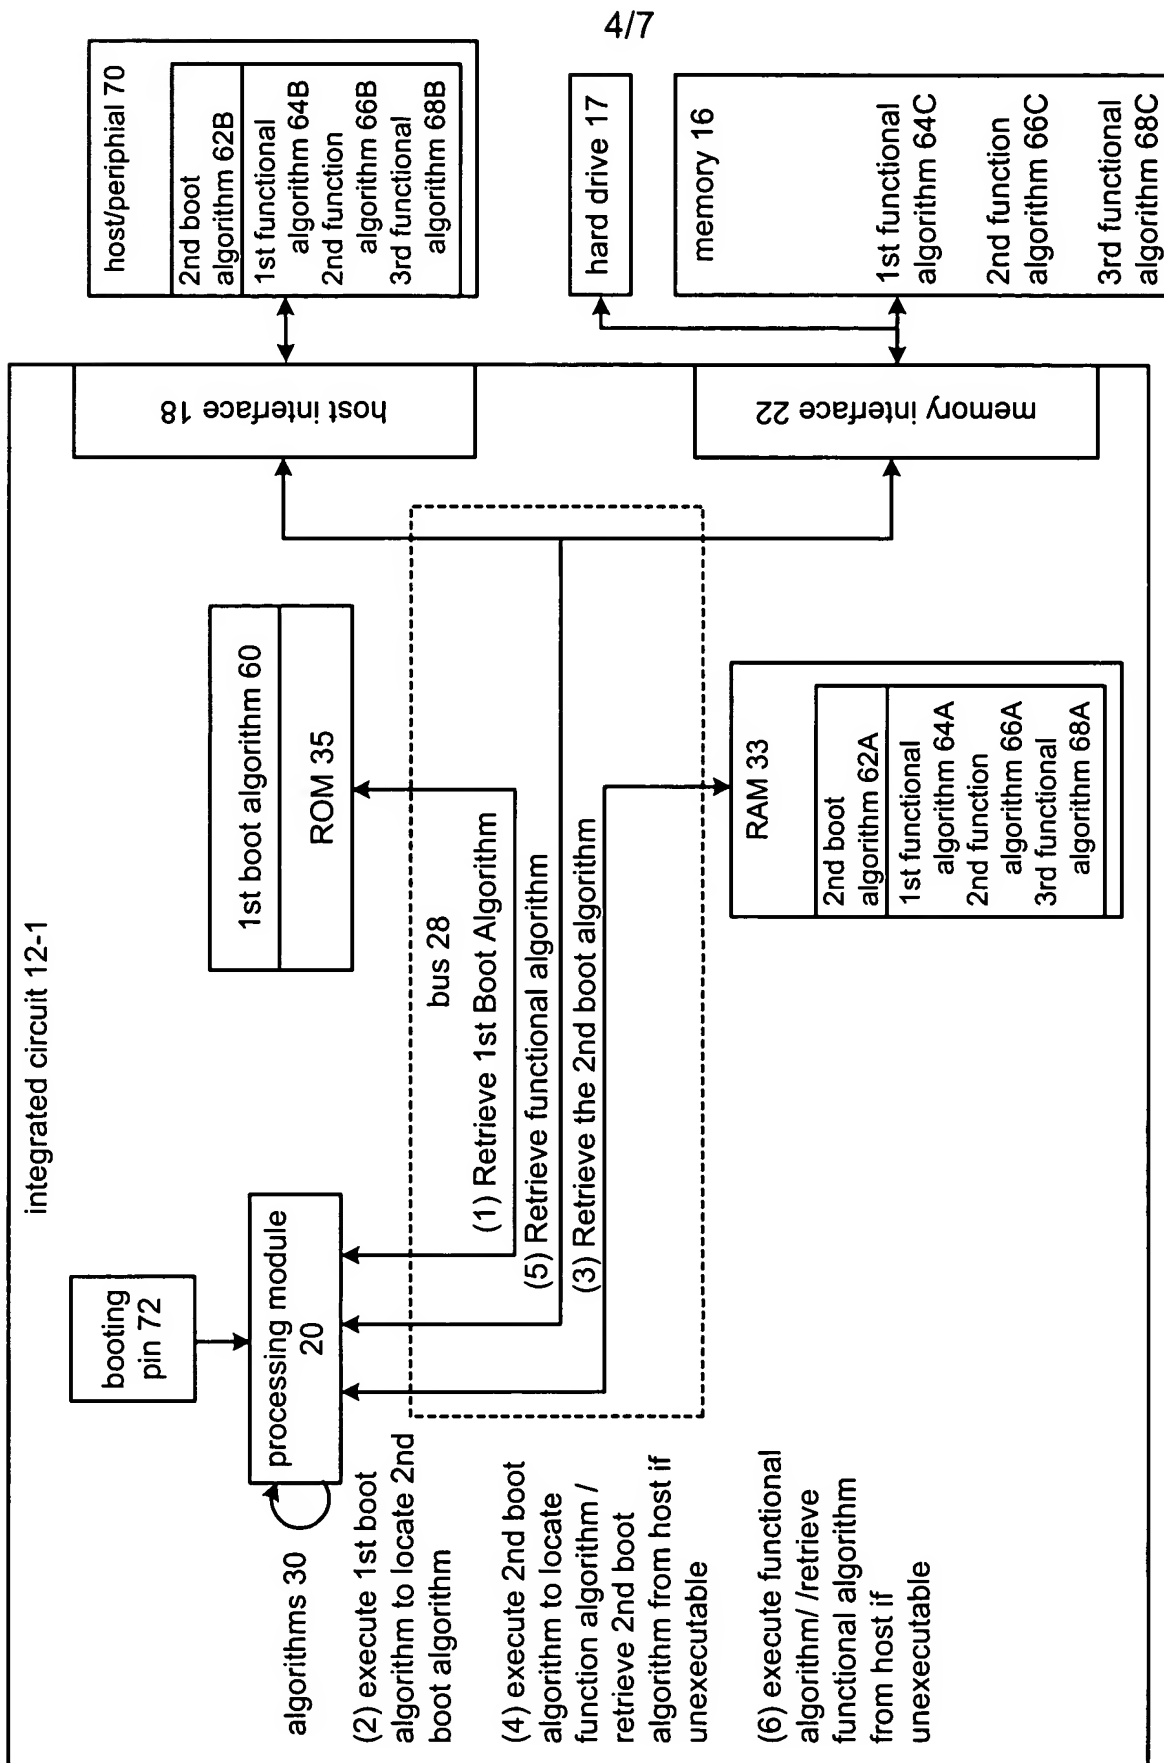 4/7
integrated circuit 12-1
booting
pin 72
processing module
20
algorithms 30
(2) execute 1st boot
algorithm to locate 2nd
boot algorithm
(4) execute 2nd boot
algorithm to locate
function algorithm /
retrieve 2nd boot
algorithm from host if
unexecutable
(6) execute functional
algorithm/ /retrieve
functional algorithm
from host if
unexecutable
1st boot algorithm 60
ROM 35
bus 28
(1) Retrieve 1st Boot Algorithm
(5) Retrieve functional algorithm
(3) Retrieve the 2nd boot algorithm
RAM 33
2nd boot
algorithm 62A
1st functional
algorithm 64A
2nd function
algorithm 66A
3rd functional
algorithm 68A
host interface 18
memory interface 22
host/periphial 70
2nd boot
algorithm 62B
1st functional
algorithm 64B
2nd function
algorithm 66B
3rd functional
algorithm 68B
hard drive 17
memory 16
1st functional
algorithm 64C
2nd function
algorithm 66C
3rd functional
algorithm 68C